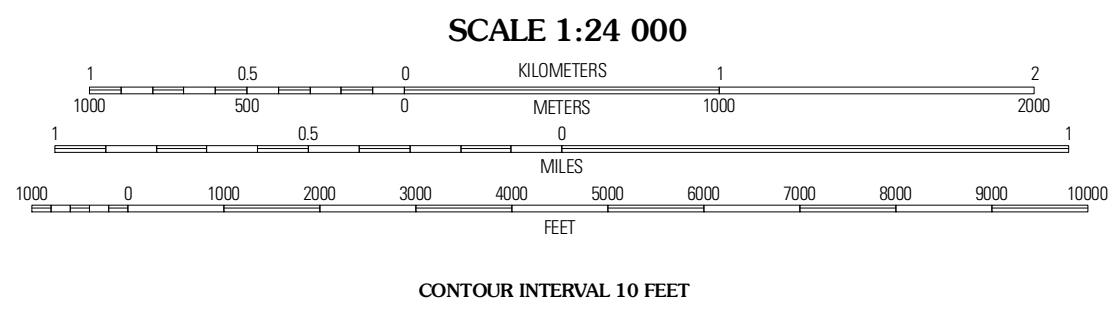 SCALE 1:24 000
1 0.5 0 KILOMETERS 1 2
1000 500 0 METERS 1000 2000
1 0.5 0 1
MILES
1000 0 1000 2000 3000 4000 5000 6000 7000 8000 9000 10000
FEET
CONTOUR INTERVAL 10 FEET